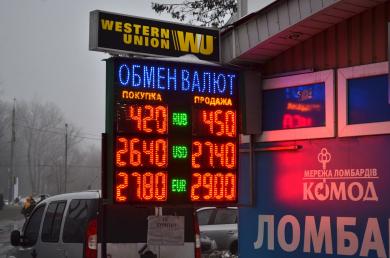 WESTERN
UNION WU
ОБМЕН ВАЛЮТ
ПОКУПКА ПРОДАЖА
420 RUB 450
2640 USD 2740
2780 EUR 2900
МЕРЕЖА ЛОМБАРДІВ
КОМОД
ЛОМБА